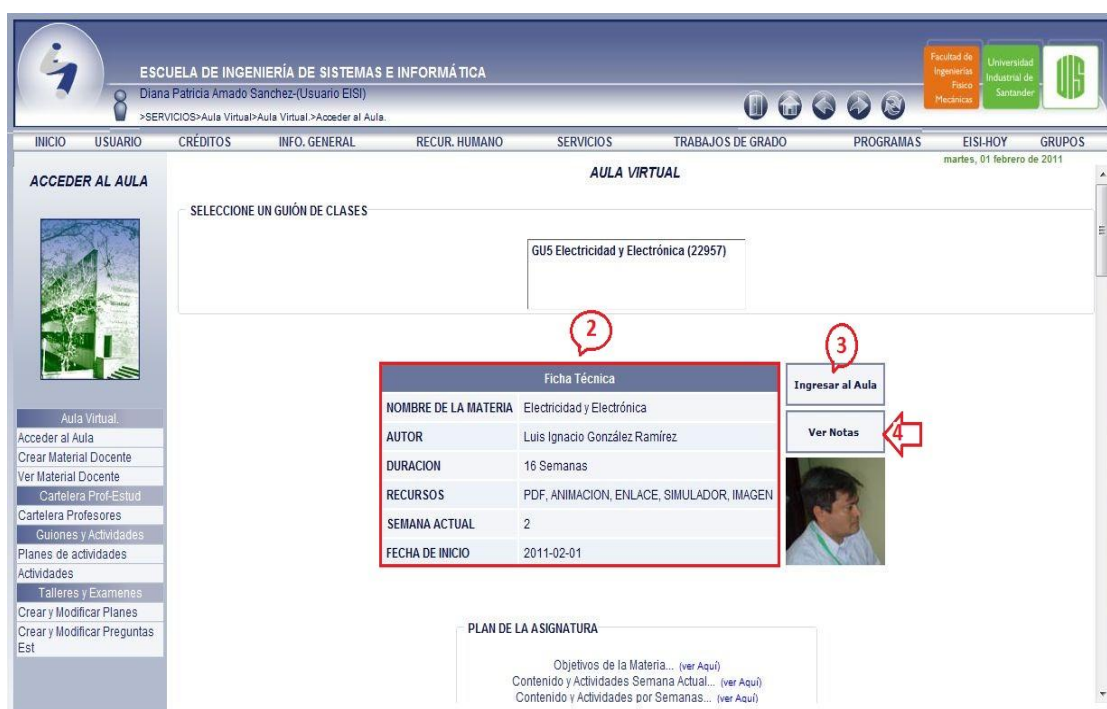 ESCUELA DE INGENIERÍA DE SISTEMAS E INFORMÁTICA
Diana Patricia Amado Sanchez-(Usuario EISI)
>SERVICIOS>Aula Virtual>Aula Virtual.>Acceder al Aula.
Facultad de
Ingenierías
Fisico
Mecánicas
Universidad
Industrial de
Santander
UIS
INICIO USUARIO CRÉDITOS INFO. GENERAL RECUR. HUMANO SERVICIOS TRABAJOS DE GRADO PROGRAMAS EISI-HOY GRUPOS
martes, 01 febrero de 2011
ACCEDER AL AULA
Aula Virtual.
Acceder al Aula
Crear Material Docente
Ver Material Docente
Cartelera Prof-Estud
Cartelera Profesores
Guiones y Actividades
Planes de actividades
Actividades
Talleres y Examenes
Crear y Modificar Planes
Crear y Modificar Preguntas
Est
AULA VIRTUAL
SELECCIONE UN GUIÓN DE CLASES
GU5 Electricidad y Electrónica (22957)
2
Ficha Técnica
NOMBRE DE LA MATERIA Electricidad y Electrónica
AUTOR Luis Ignacio González Ramírez
DURACION 16 Semanas
RECURSOS PDF, ANIMACION, ENLACE, SIMULADOR, IMAGEN
SEMANA ACTUAL 2
FECHA DE INICIO 2011-02-01
3
Ingresar al Aula
Ver Notas
4
PLAN DE LA ASIGNATURA
Objetivos de la Materia... (ver Aquí)
Contenido y Actividades Semana Actual... (ver Aquí)
Contenido y Actividades por Semanas... (ver Aquí)